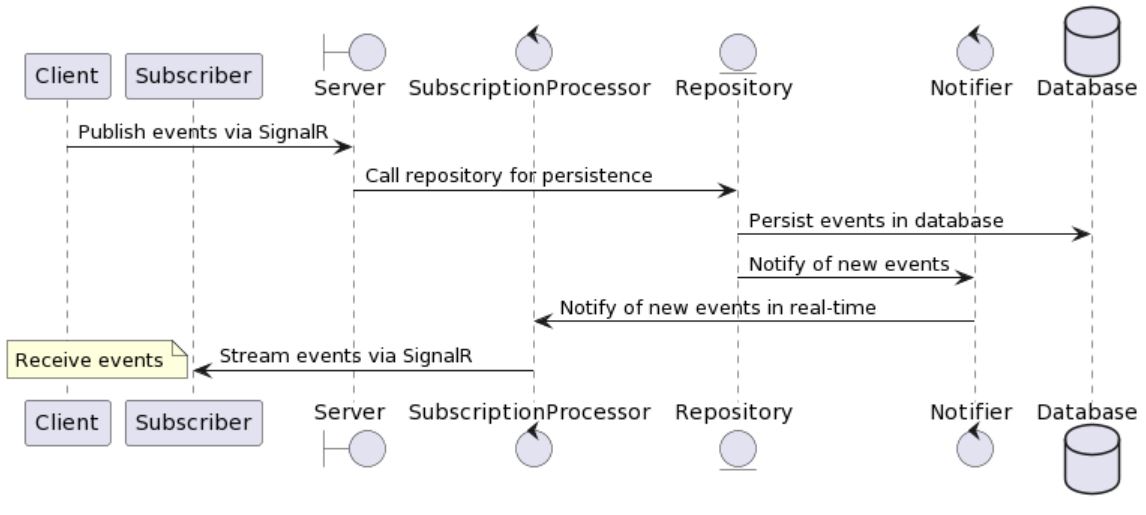 Client Subscriber Server SubscriptionProcessor Repository Notifier Database
Publish events via SignalR
Call repository for persistence
Persist events in database
Notify of new events
Notify of new events in real-time
Receive events
Stream events via SignalR
Client Subscriber Server SubscriptionProcessor Repository Notifier Database